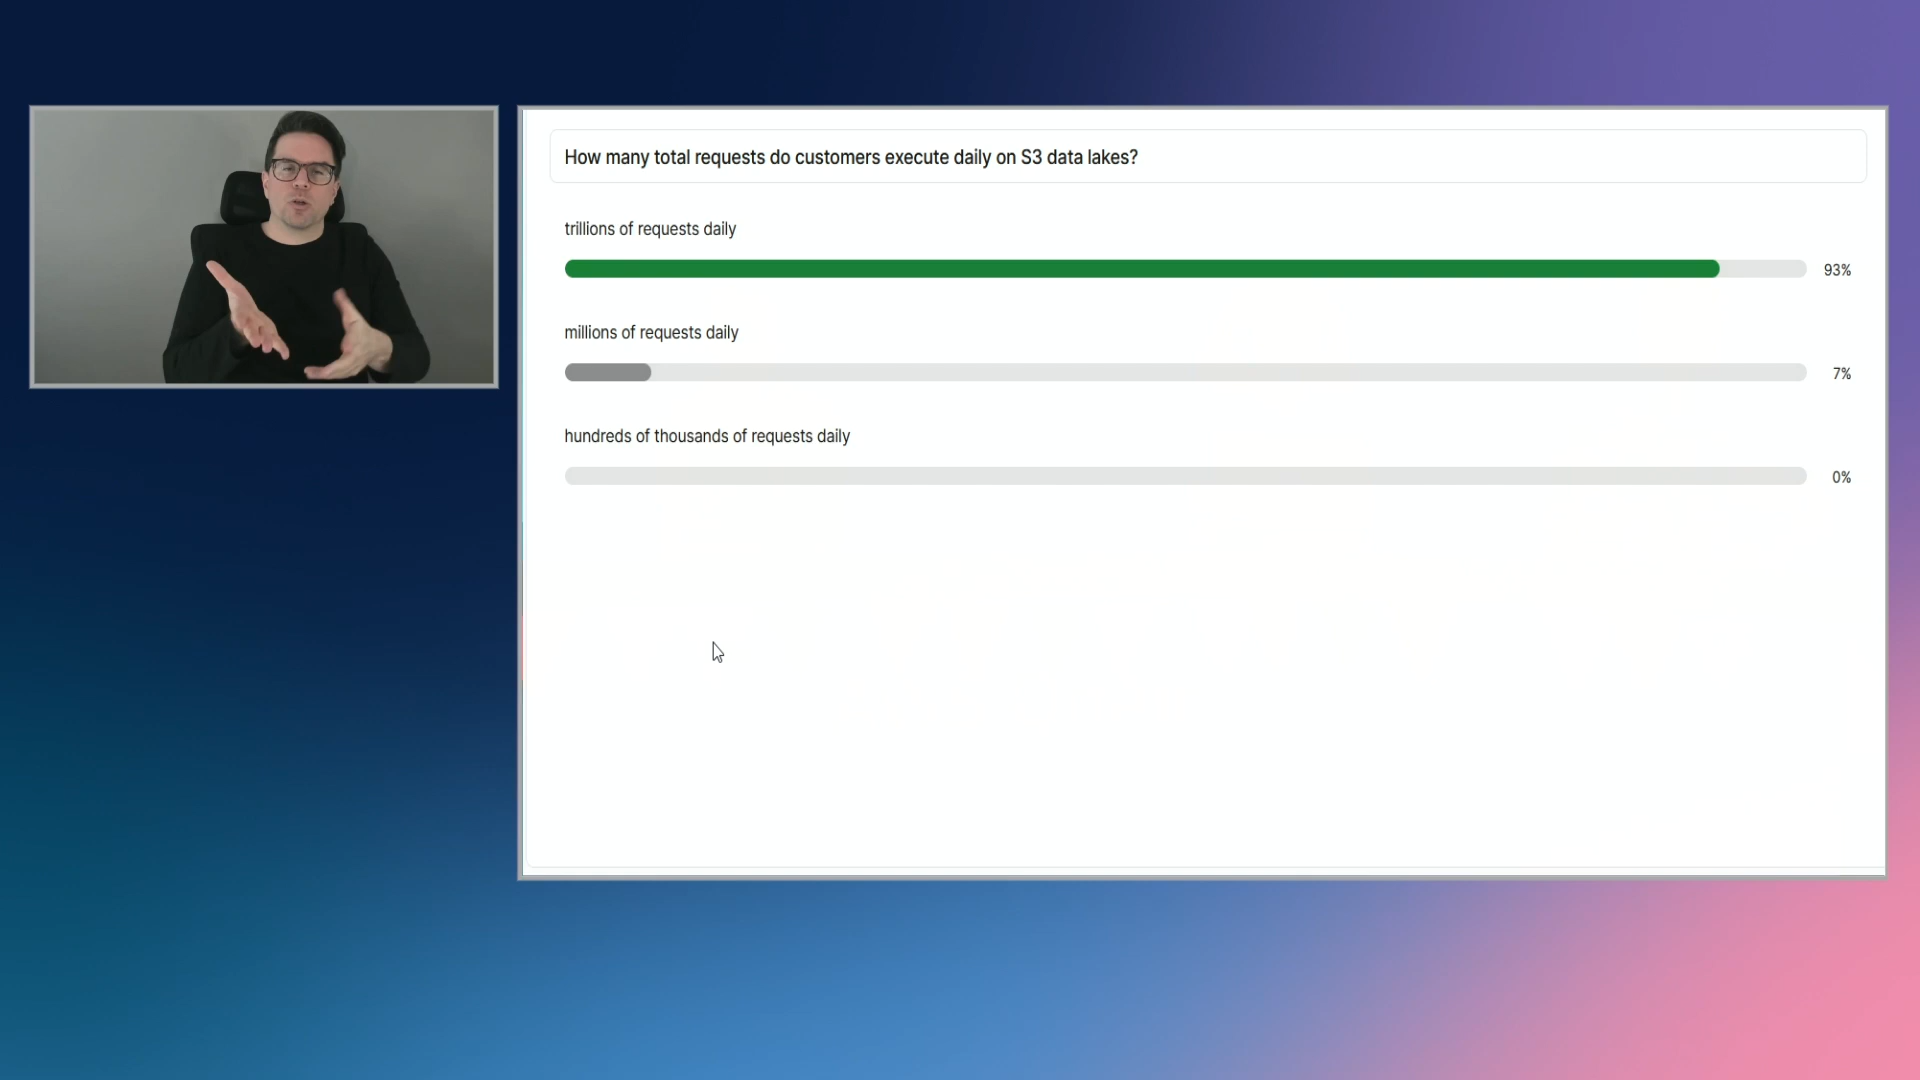 How many total requests do customers execute daily on S3 data lakes?
trillions of requests daily
93%
millions of requests daily
7%
hundreds of thousands of requests daily
0%